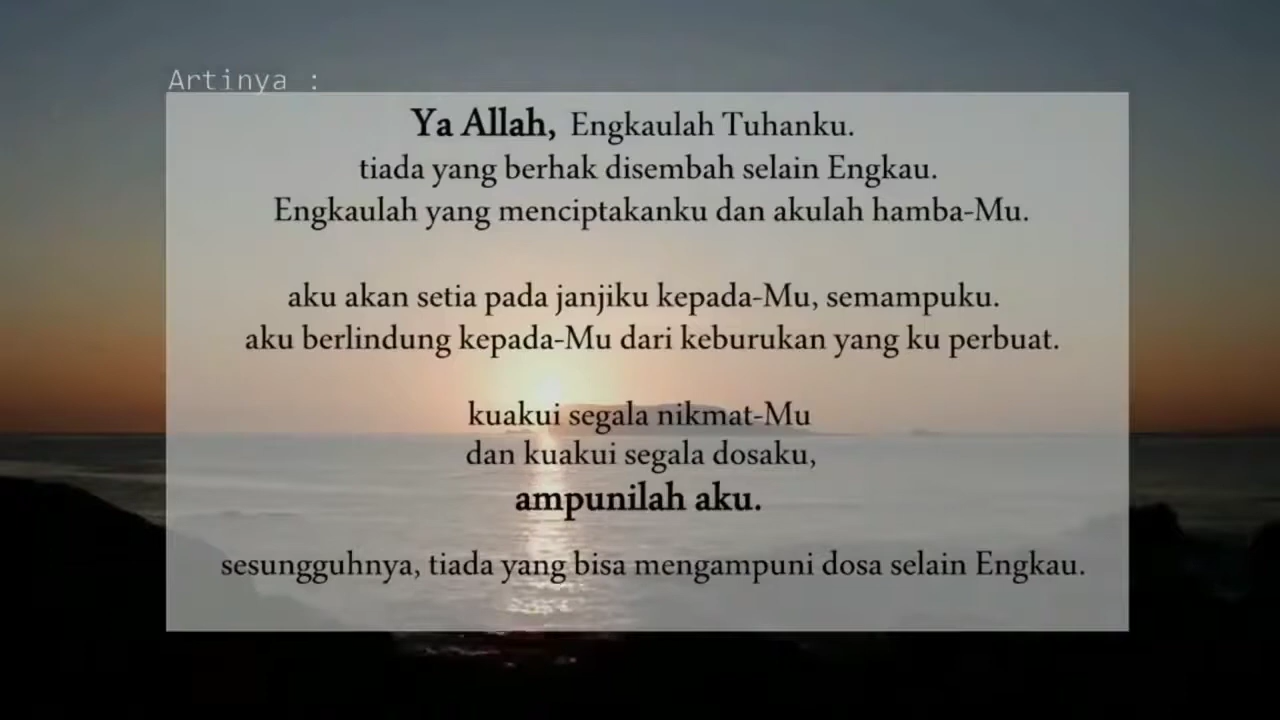 Artinya :
Ya Allah, Engkaulah Tuhanku.
tiada yang berhak disembah selain Engkau.
Engkaulah yang menciptakanku dan akulah hamba-Mu.
aku akan setia pada janjiku kepada-Mu, semampuku.
aku berlindung kepada-Mu dari keburukan yang ku perbuat.
kuakui segala nikmat-Mu
dan kuakui segala dosaku,
ampunilah aku.
sesungguhnya, tiada yang bisa mengampuni dosa selain Engkau.